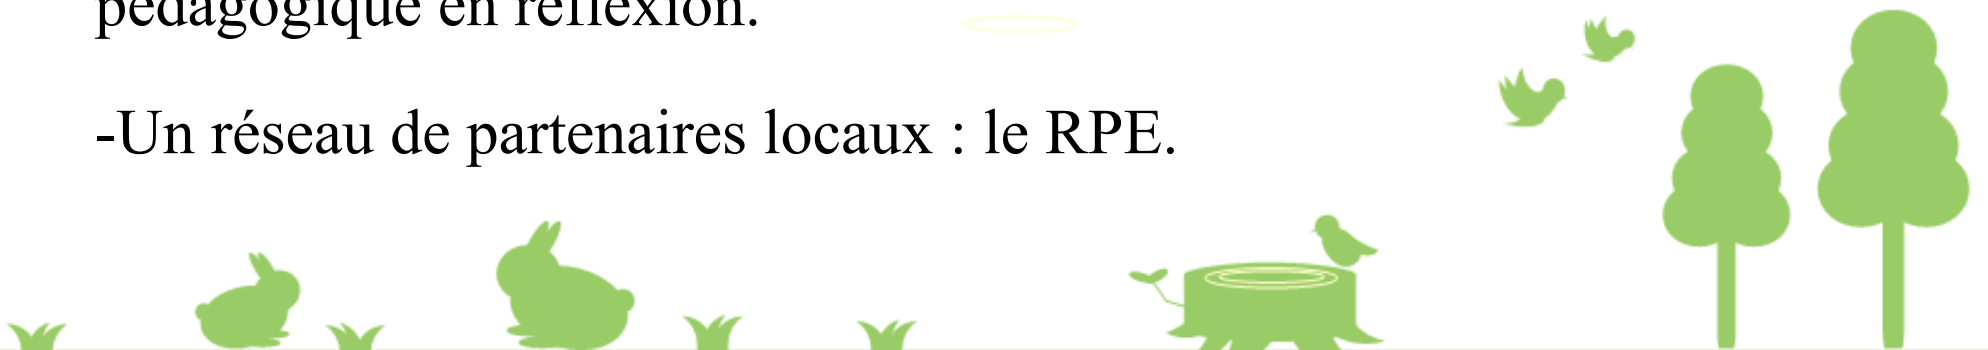 pédagogique en réflexion.
-Un réseau de partenaires locaux : le RPE.